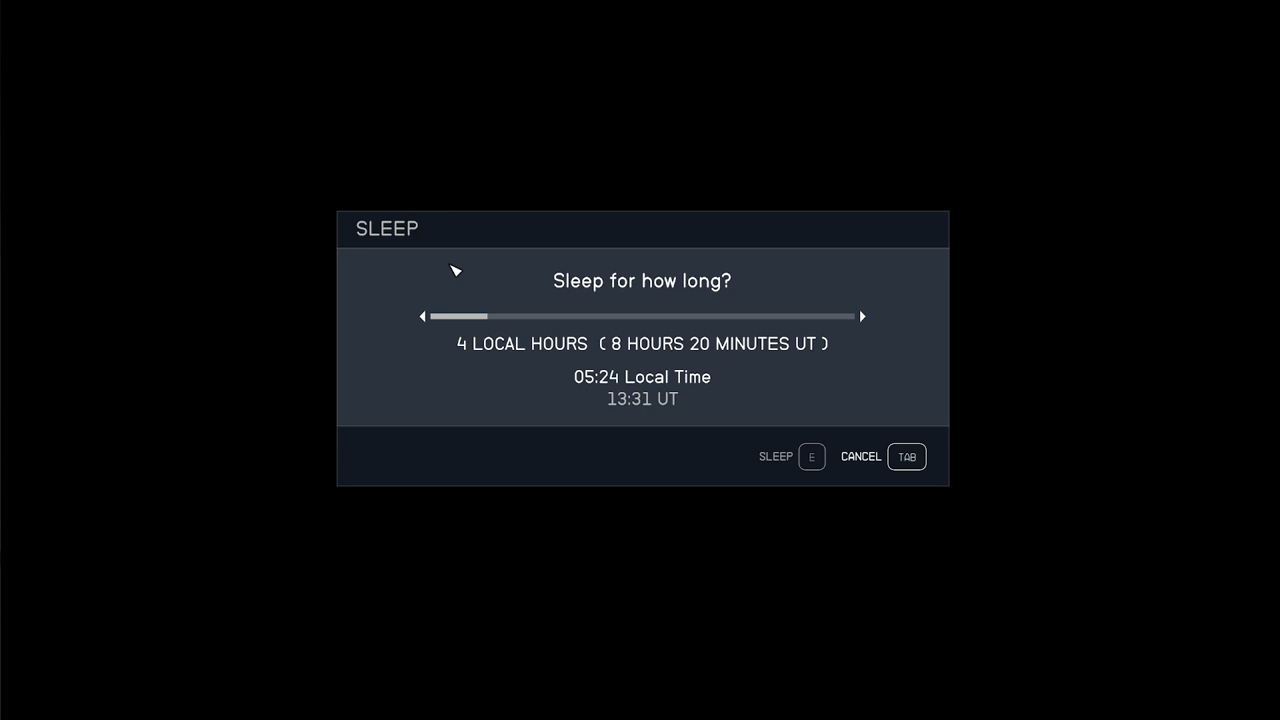 SLEEP
Sleep for how long?
4 LOCAL HOURS ( 8 HOURS 20 MINUTES UT )
05:24 Local Time
13:31 UT
SLEEP E CANCEL TAB